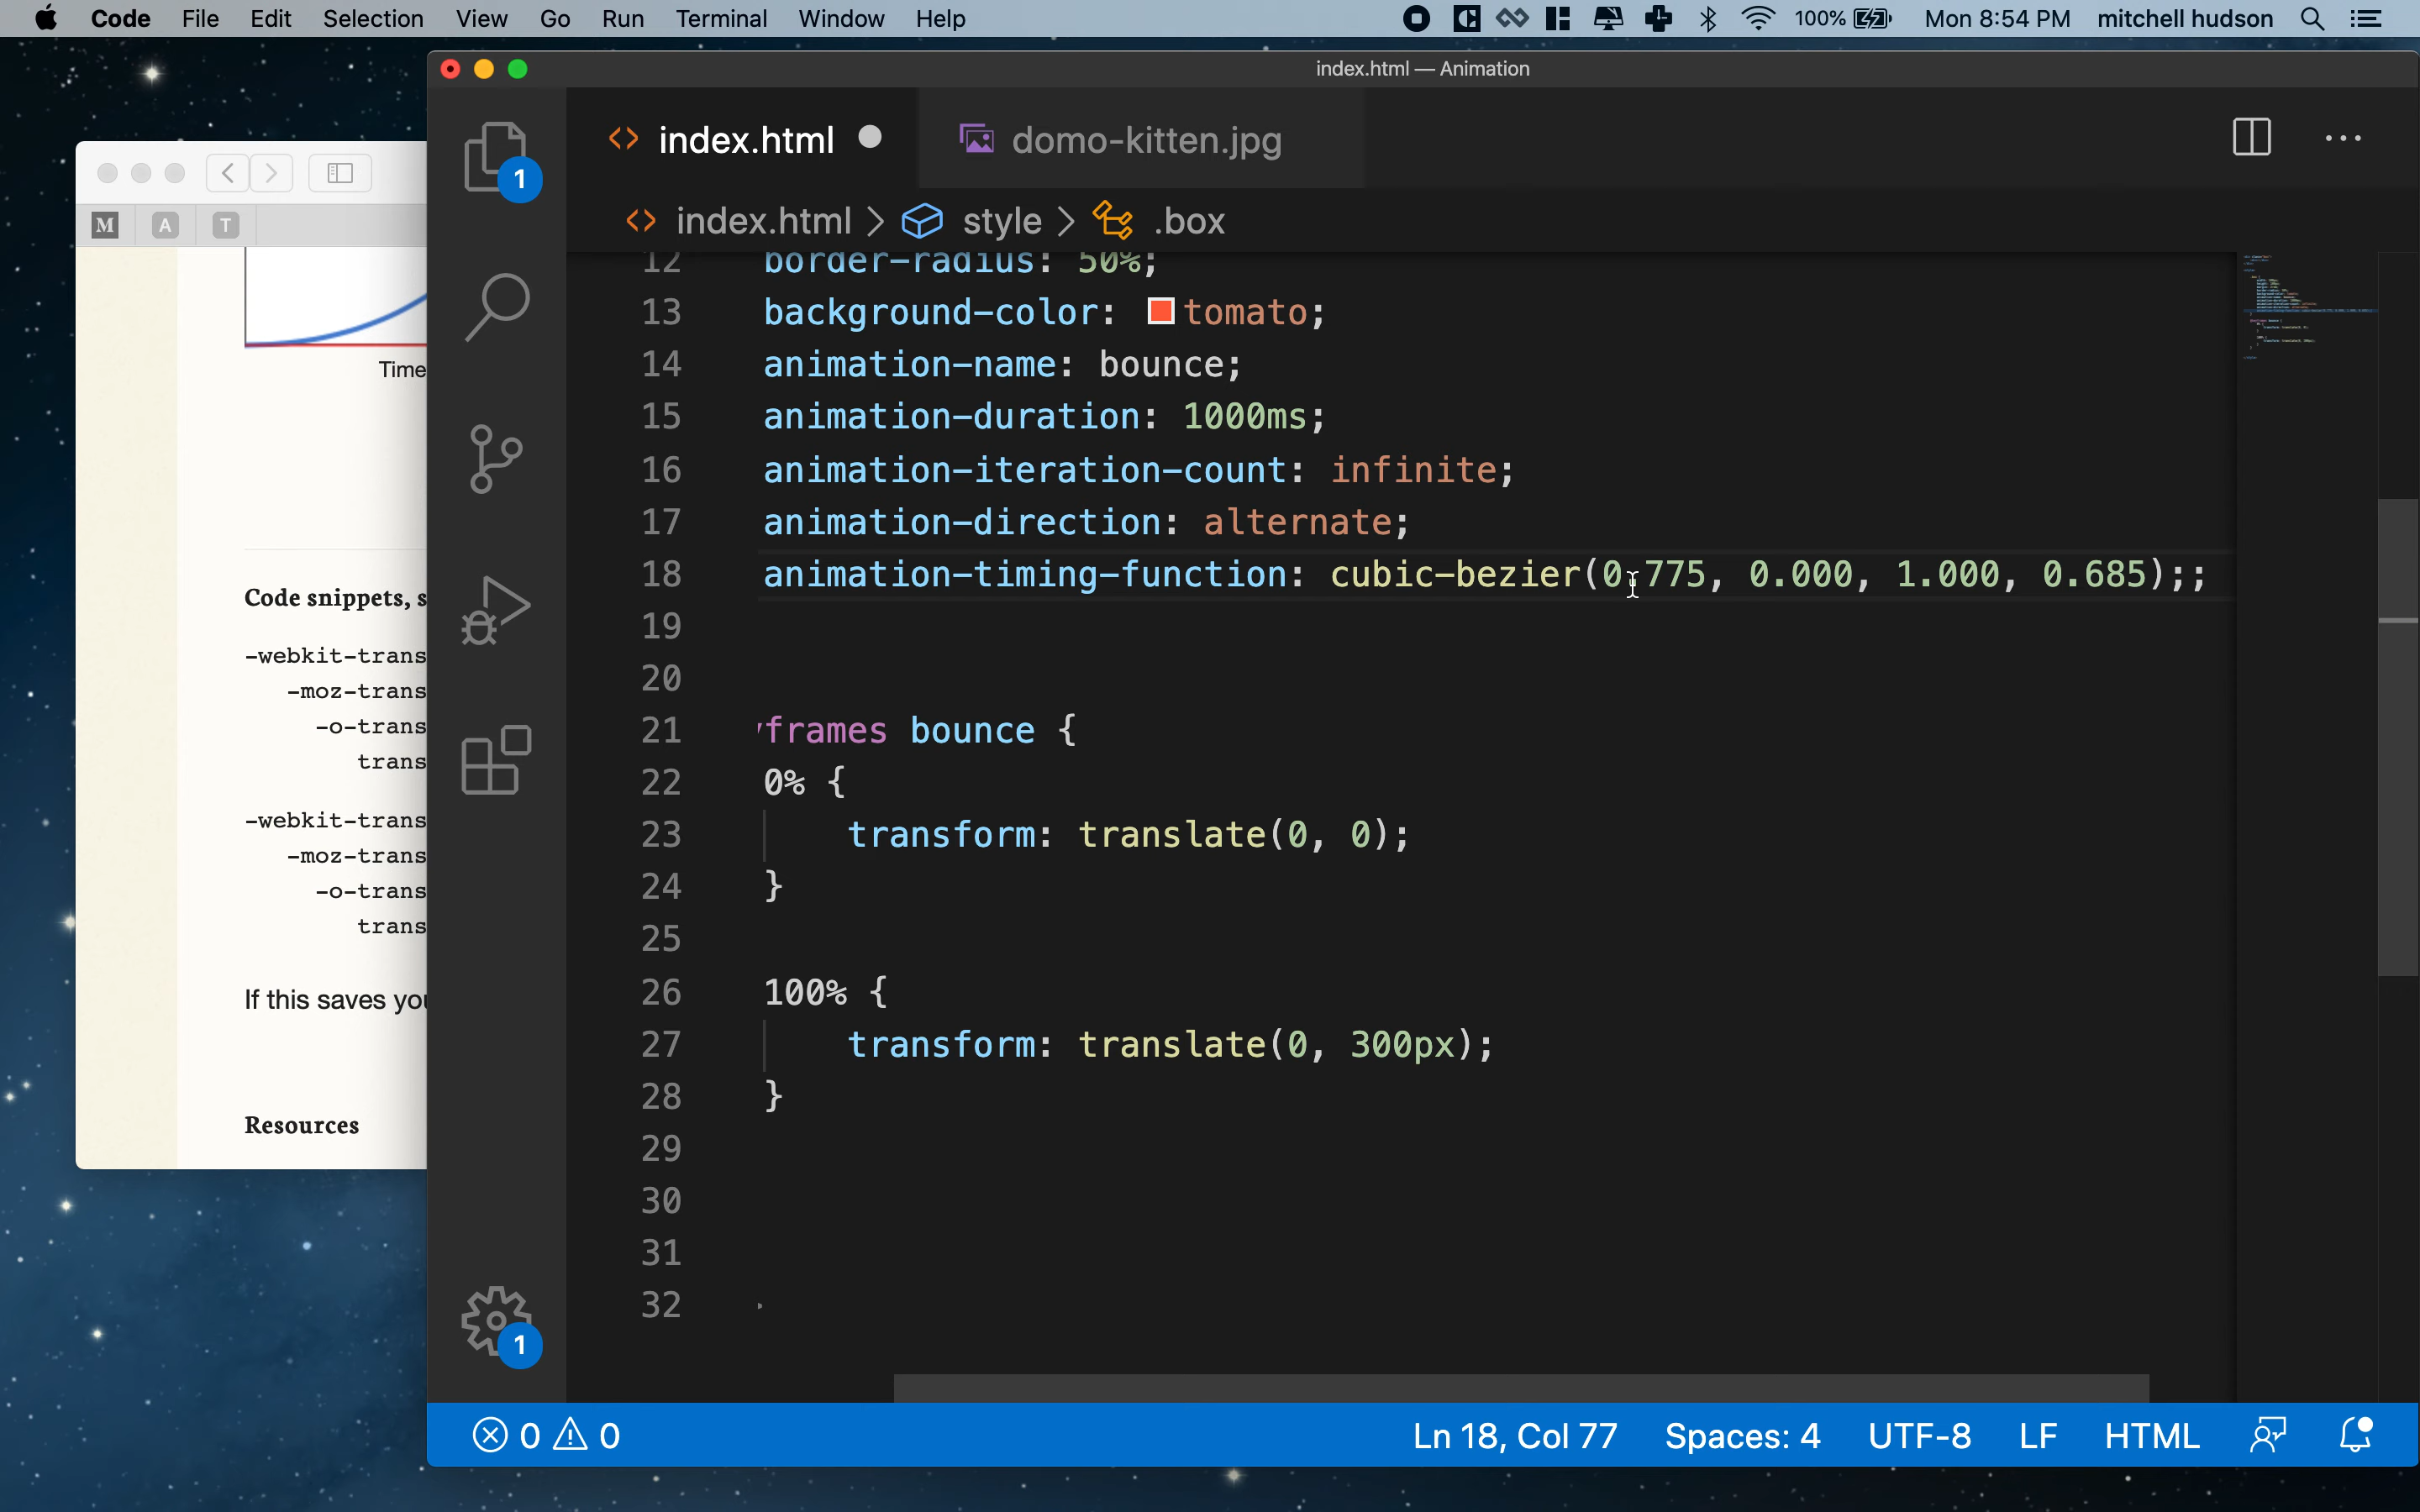 Code File Edit Selection View Go Run Terminal Window Help 100% Mon 8:54 PM mitchell hudson
index.html — Animation
index.html domo-kitten.jpg
index.html > style > .box
M A T
Time
Code snippets, s
-webkit-trans
-moz-trans
-o-trans
trans
-webkit-trans
-moz-trans
-o-trans
trans
If this saves you
Resources
1
1
12 border-radius: 50%;
13 background-color: tomato;
14 animation-name: bounce;
15 animation-duration: 1000ms;
16 animation-iteration-count: infinite;
17 animation-direction: alternate;
18 animation-timing-function: cubic-bezier(0.775, 0.000, 1.000, 0.685);;
19
20
21 yframes bounce {
22 0% {
23 transform: translate(0, 0);
24 }
25
26 100% {
27 transform: translate(0, 300px);
28 }
29
30
31
32 >
0 0 Ln 18, Col 77 Spaces: 4 UTF-8 LF HTML